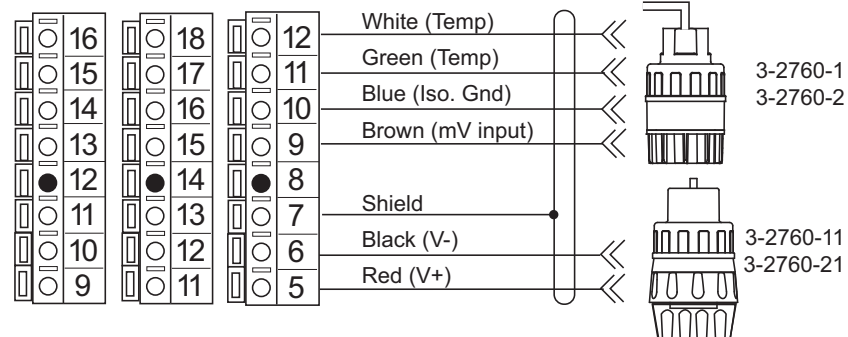 16 18 12 White (Temp)
15 17 11 Green (Temp)
14 16 10 Blue (Iso. Gnd)
13 15 9 Brown (mV input)
12 14 8
11 13 7 Shield
10 12 6 Black (V-)
9 11 5 Red (V+)
3-2760-1
3-2760-2
3-2760-11
3-2760-21